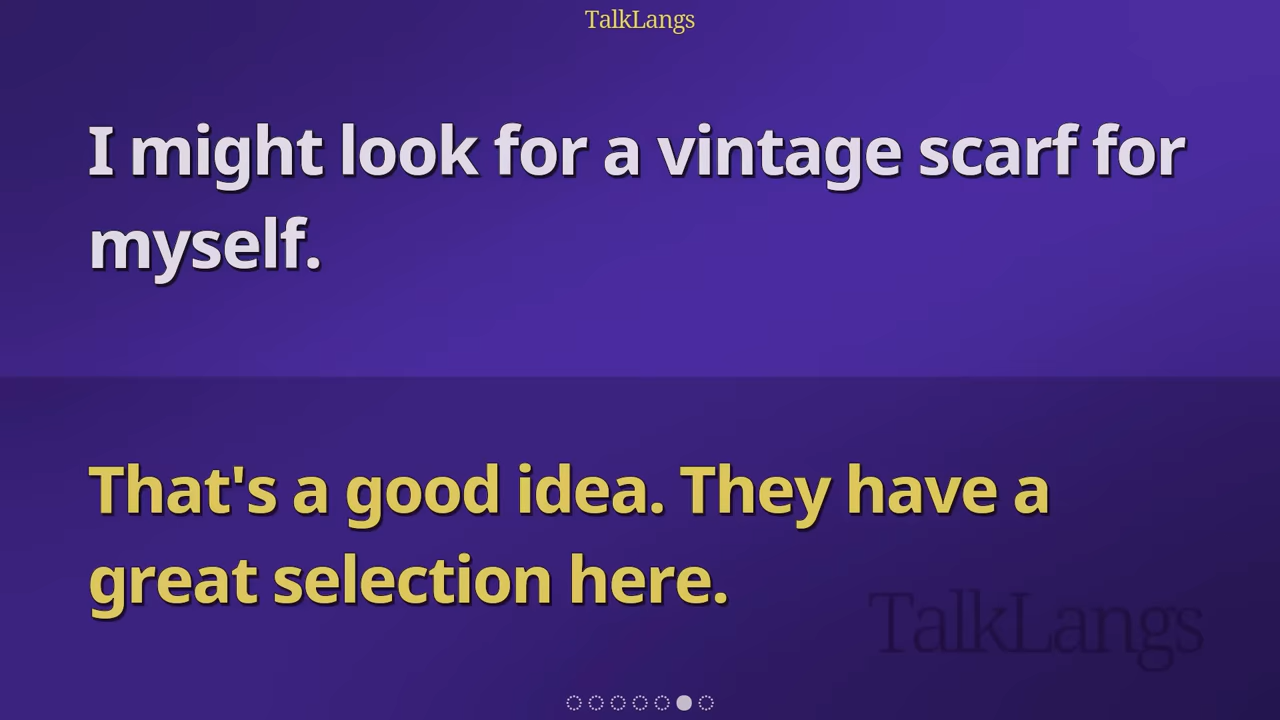 TalkLangs
I might look for a vintage scarf for
myself.
That's a good idea. They have a
great selection here.
TalkLangs